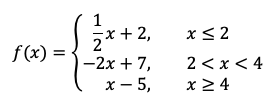 f(x) = { 1/2 x + 2, x ≤ 2
−2x + 7, 2 < x < 4
x − 5, x ≥ 4